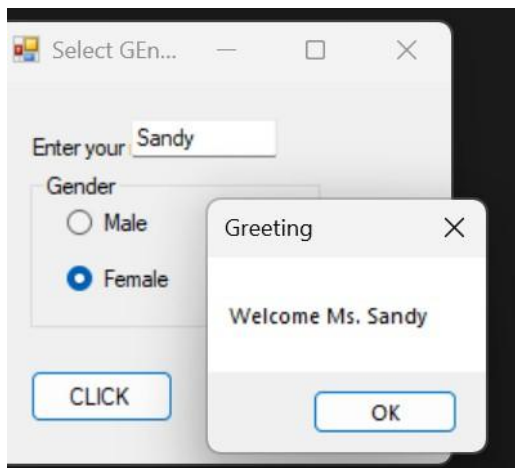 Select GEn...
Enter your
Sandy
Gender
Male
Female
CLICK
Greeting
Welcome Ms. Sandy
OK